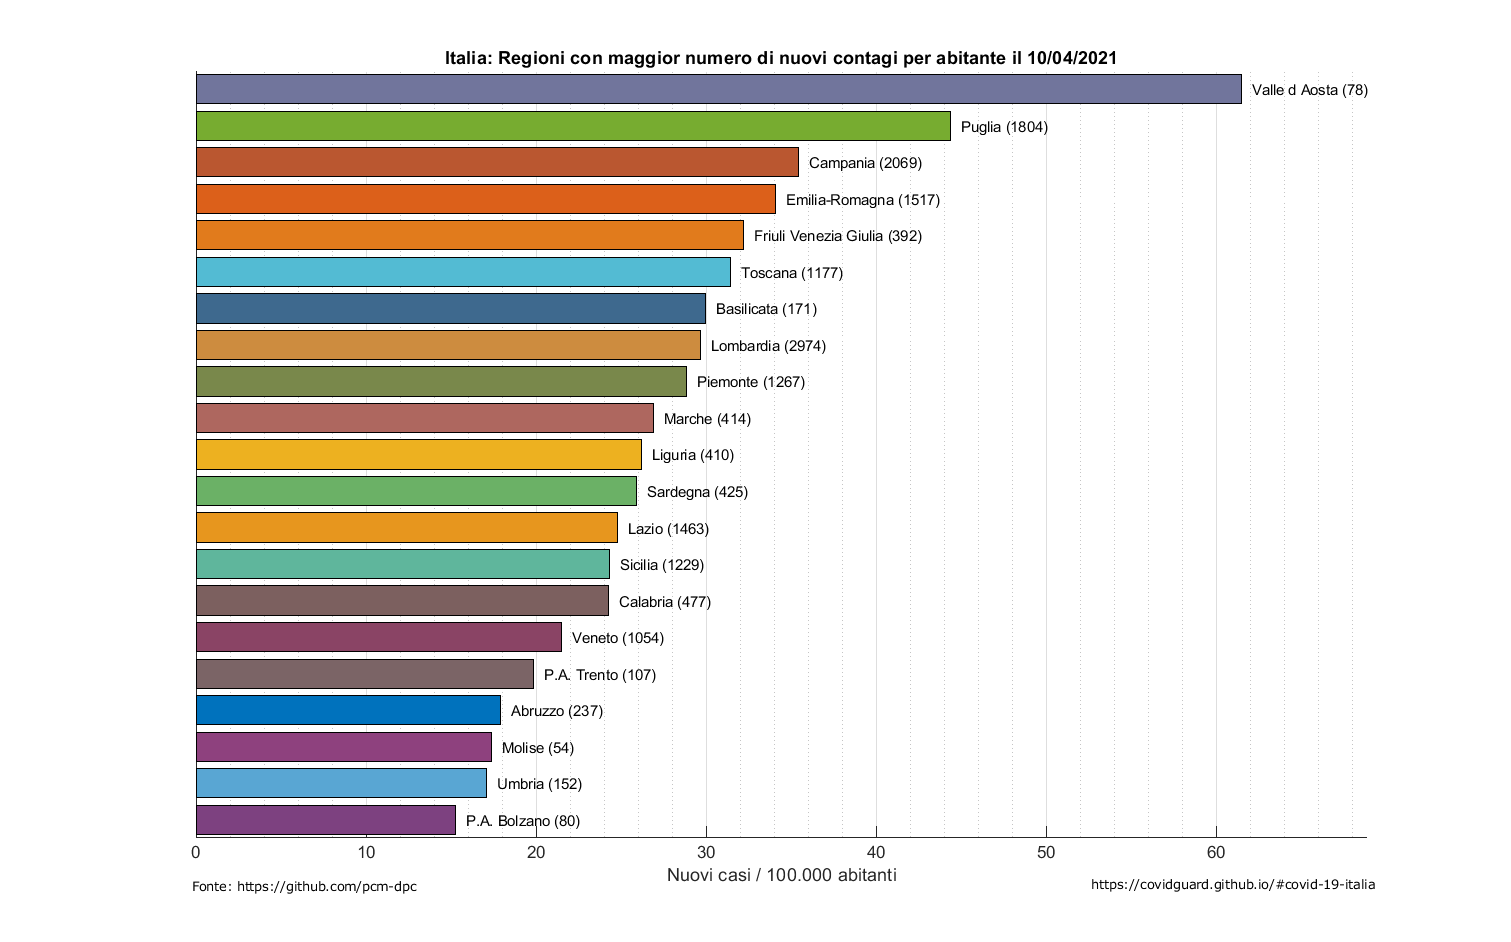 Italia: Regioni con maggior numero di nuovi contagi per abitante il 10/04/2021
Valle d Aosta (78)
Puglia (1804)
Campania (2069)
Emilia-Romagna (1517)
Friuli Venezia Giulia (392)
Toscana (1177)
Basilicata (171)
Lombardia (2974)
Piemonte (1267)
Marche (414)
Liguria (410)
Sardegna (425)
Lazio (1463)
Sicilia (1229)
Calabria (477)
Veneto (1054)
P.A. Trento (107)
Abruzzo (237)
Molise (54)
Umbria (152)
P.A. Bolzano (80)
0 10 20 30 40 50 60
Nuovi casi / 100.000 abitanti
Fonte: https://github.com/pcm-dpc
https://covidguard.github.io/#covid-19-italia